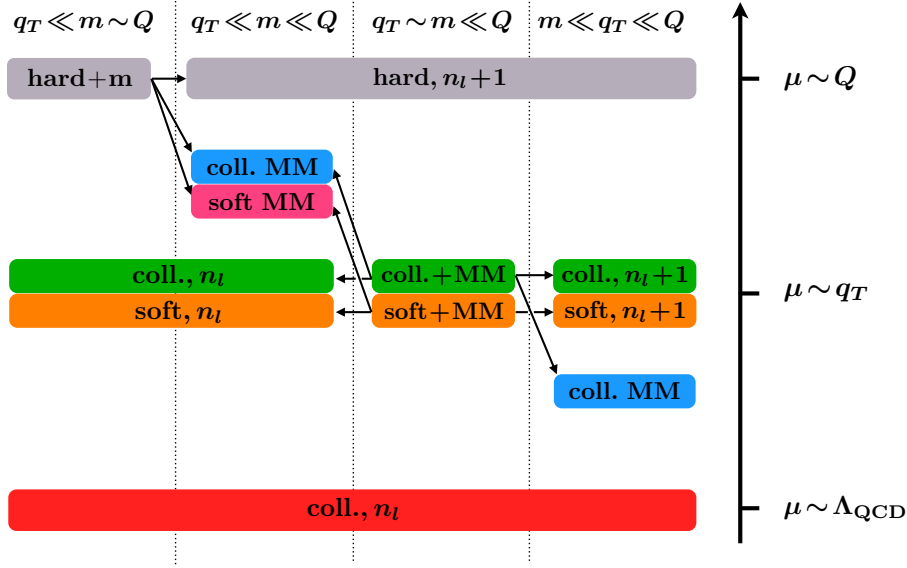 q_T ≪ m ∼ Q
q_T ≪ m ≪ Q
q_T ∼ m ≪ Q
m ≪ q_T ≪ Q
hard+m
hard, n_l+1
μ ∼ Q
coll. MM
soft MM
coll., n_l
coll.+MM
coll., n_l+1
μ ∼ q_T
soft, n_l
soft+MM
soft, n_l+1
coll. MM
coll., n_l
μ ∼ Λ_QCD